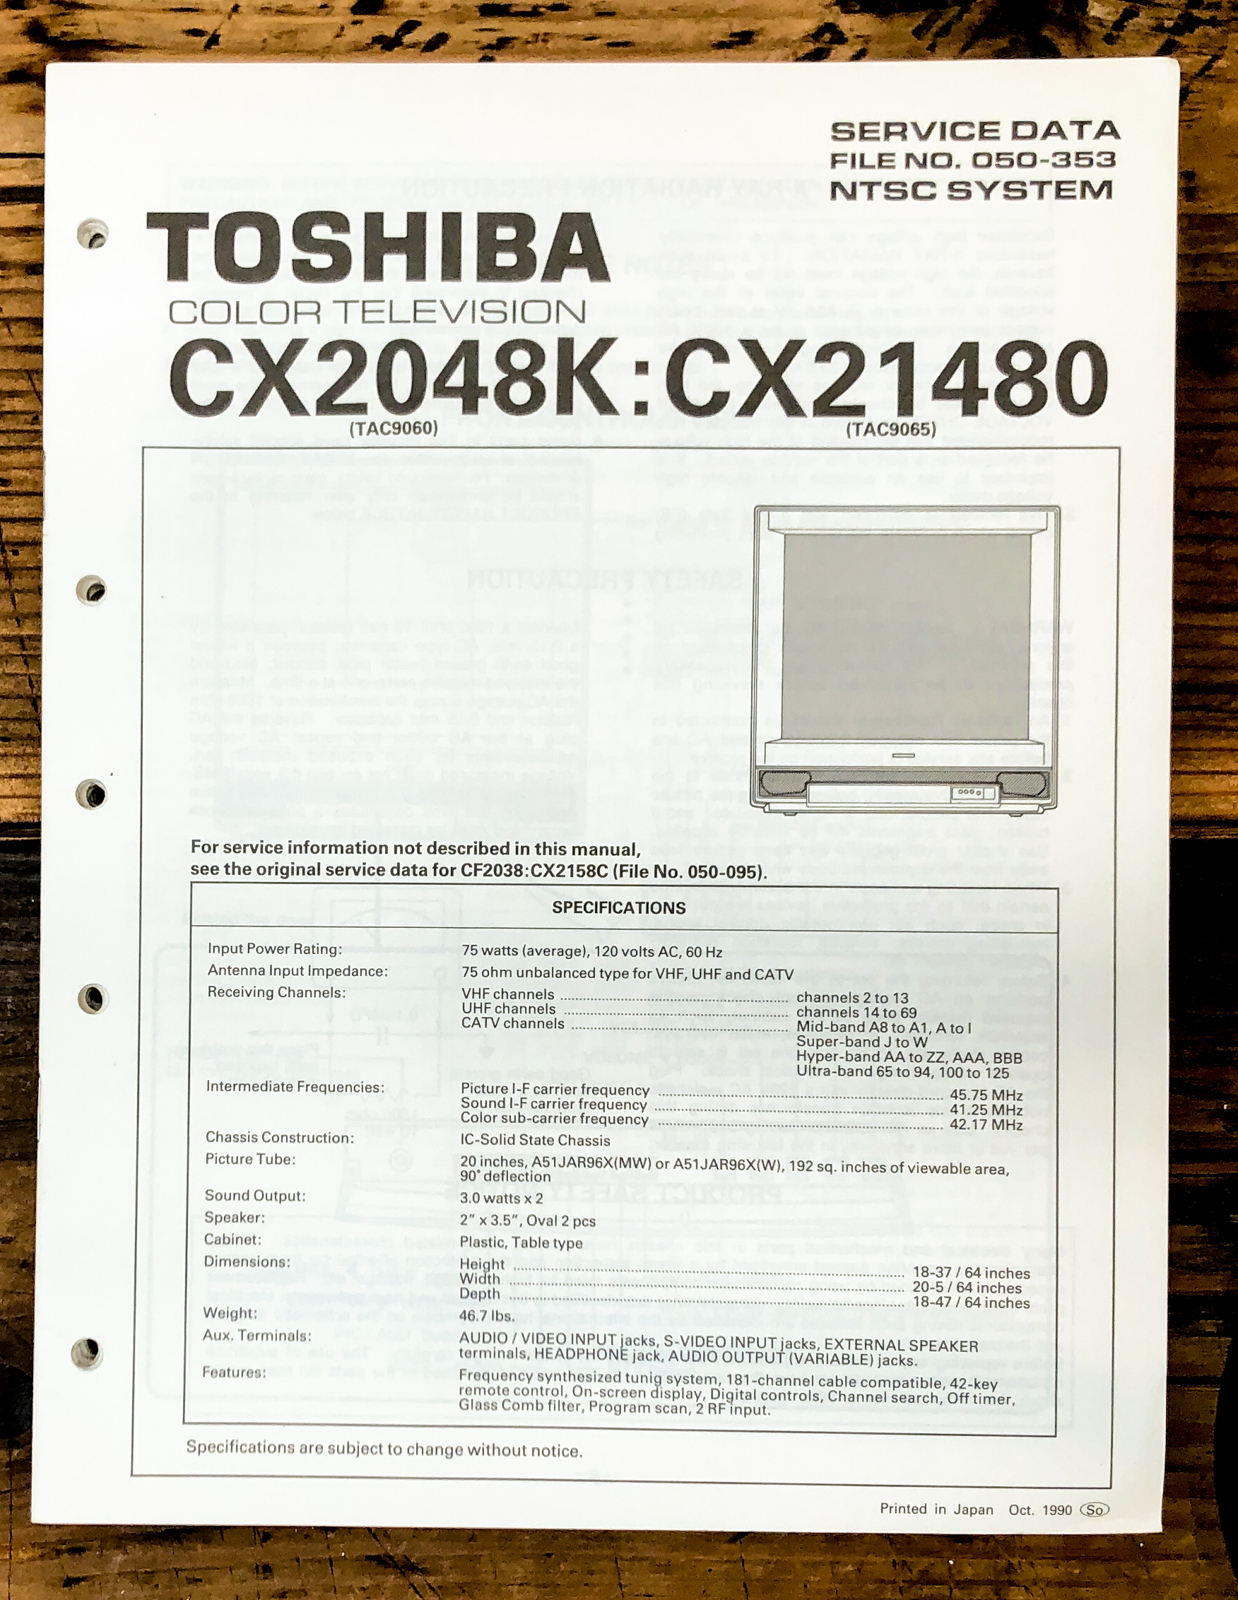 SERVICE DATA
FILE NO. 050-353
NTSC SYSTEM
TOSHIBA
COLOR TELEVISION
CX2048K:CX21480
(TAC9060) (TAC9065)
For service information not described in this manual,
see the original service data for CF2038:CX2158C (File No. 050-095).
SPECIFICATIONS
Input Power Rating: 75 watts (average), 120 volts AC, 60 Hz
Antenna Input Impedance: 75 ohm unbalanced type for VHF, UHF and CATV
Receiving Channels: VHF channels channels 2 to 13
UHF channels channels 14 to 69
CATV channels Mid-band A8 to A1, A to I
Super-band J to W
Hyper-band AA to ZZ, AAA, BBB
Ultra-band 65 to 94, 100 to 125
Intermediate Frequencies: Picture I-F carrier frequency 45.75 MHz
Sound I-F carrier frequency 41.25 MHz
Color sub-carrier frequency 42.17 MHz
Chassis Construction: IC-Solid State Chassis
Picture Tube: 20 inches, A51JAR96X(MW) or A51JAR96X(W), 192 sq. inches of viewable area,
90° deflection
Sound Output: 3.0 watts x 2
Speaker: 2" x 3.5", Oval 2 pcs
Cabinet: Plastic, Table type
Dimensions: Height 18-37 / 64 inches
Width 20-5 / 64 inches
Depth 18-47 / 64 inches
Weight: 46.7 lbs.
Aux. Terminals: AUDIO / VIDEO INPUT jacks, S-VIDEO INPUT jacks, EXTERNAL SPEAKER
terminals, HEADPHONE jack, AUDIO OUTPUT (VARIABLE) jacks.
Features: Frequency synthesized tunig system, 181-channel cable compatible, 42-key
remote control, On-screen display, Digital controls, Channel search, Off timer,
Glass Comb filter, Program scan, 2 RF input.
Specifications are subject to change without notice.
Printed in Japan Oct. 1990 So